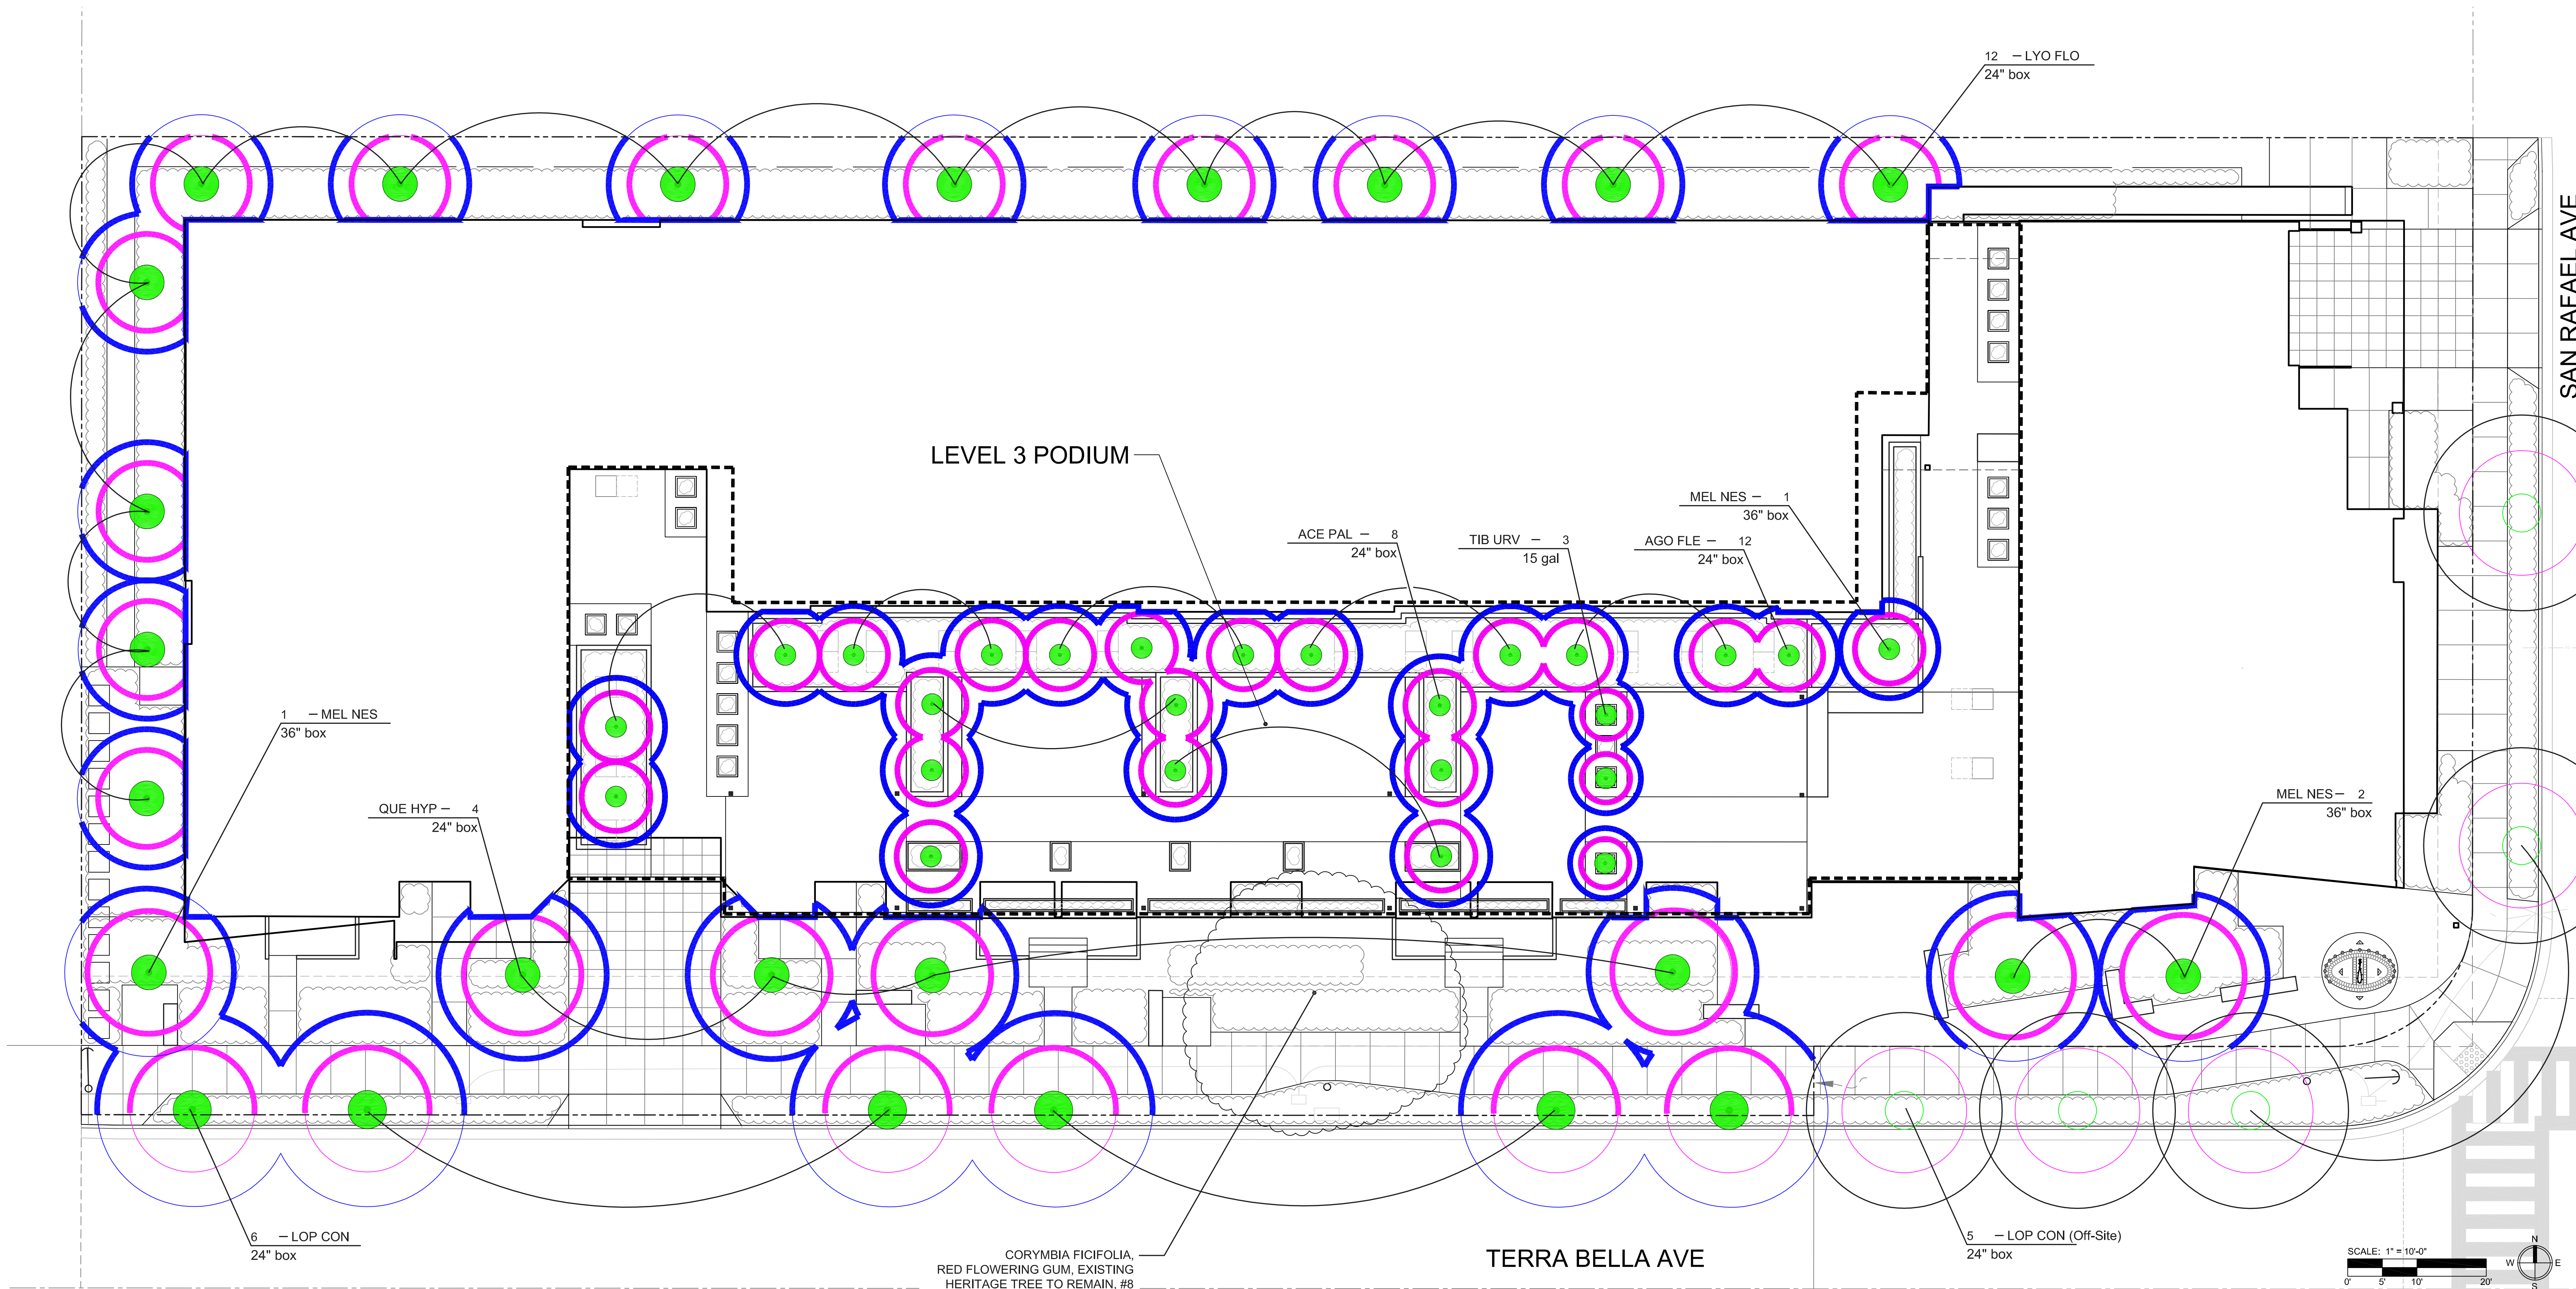 12 – LYO FLO
24" box
SAN RAFAEL AVE
LEVEL 3 PODIUM
MEL NES – 1
36" box
ACE PAL – 8
24" box
TIB URV – 3
15 gal
AGO FLE – 12
24" box
1 – MEL NES
36" box
QUE HYP – 4
24" box
MEL NES – 2
36" box
6 – LOP CON
24" box
CORYMBIA FICIFOLIA,
RED FLOWERING GUM, EXISTING
HERITAGE TREE TO REMAIN, #8
TERRA BELLA AVE
5 – LOP CON (Off-Site)
24" box
SCALE: 1" = 10'-0"
0' 5' 10' 20'
N
W E
S